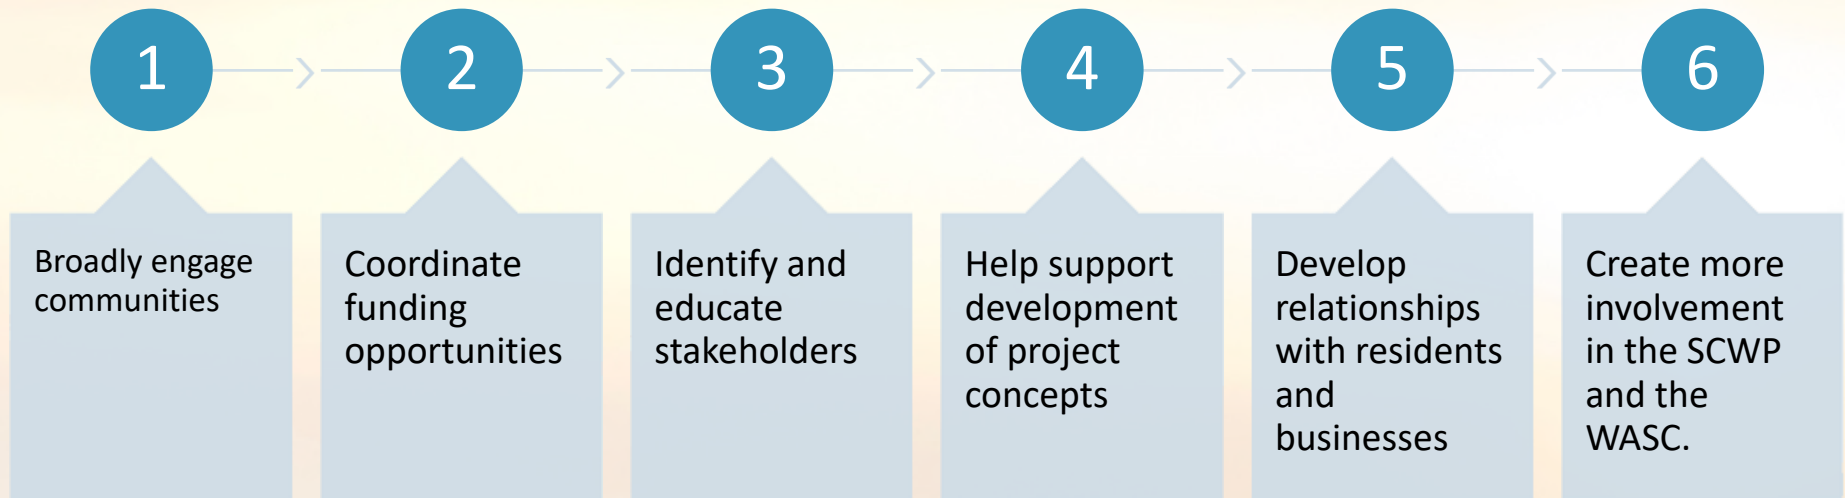 1
2
3
4
5
6
Broadly engage
communities
Coordinate
funding
opportunities
Identify and
educate
stakeholders
Help support
development
of project
concepts
Develop
relationships
with residents
and
businesses
Create more
involvement
in the SCWP
and the
WASC.